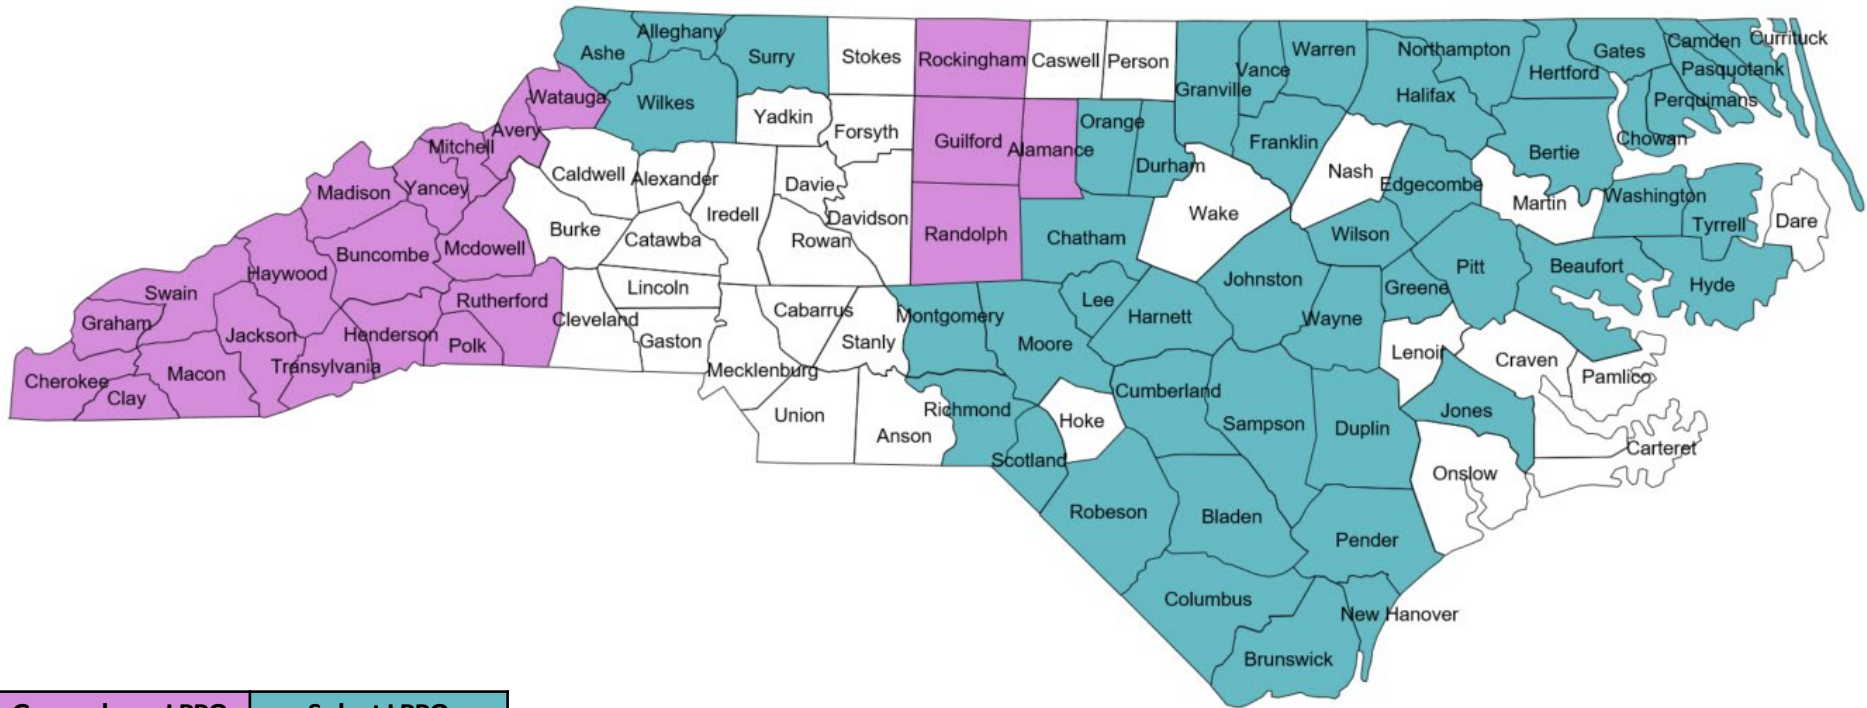 Alleghany
Ashe
Surry
Stokes
Rockingham
Caswell
Person
Granville
Vance
Warren
Northampton
Hertford
Gates
Camden
Currituck
Pasquotank
Perquimans
Chowan
Halifax
Watauga
Wilkes
Yadkin
Forsyth
Guilford
Alamance
Orange
Durham
Franklin
Nash
Edgecombe
Bertie
Martin
Washington
Tyrrell
Dare
Avery
Mitchell
Caldwell
Alexander
Davie
Iredell
Davidson
Randolph
Chatham
Wake
Wilson
Madison
Yancey
Burke
Catawba
Rowan
Buncombe
Mcdowell
Haywood
Johnston
Greene
Pitt
Beaufort
Hyde
Swain
Rutherford
Lincoln
Cleveland
Gaston
Cabarrus
Stanly
Montgomery
Lee
Harnett
Wayne
Moore
Graham
Jackson
Henderson
Polk
Transylvania
Macon
Cherokee
Clay
Mecklenburg
Union
Anson
Richmond
Hoke
Scotland
Cumberland
Sampson
Duplin
Lenoir
Craven
Pamlico
Jones
Carteret
Onslow
Robeson
Bladen
Pender
Columbus
New Hanover
Brunswick